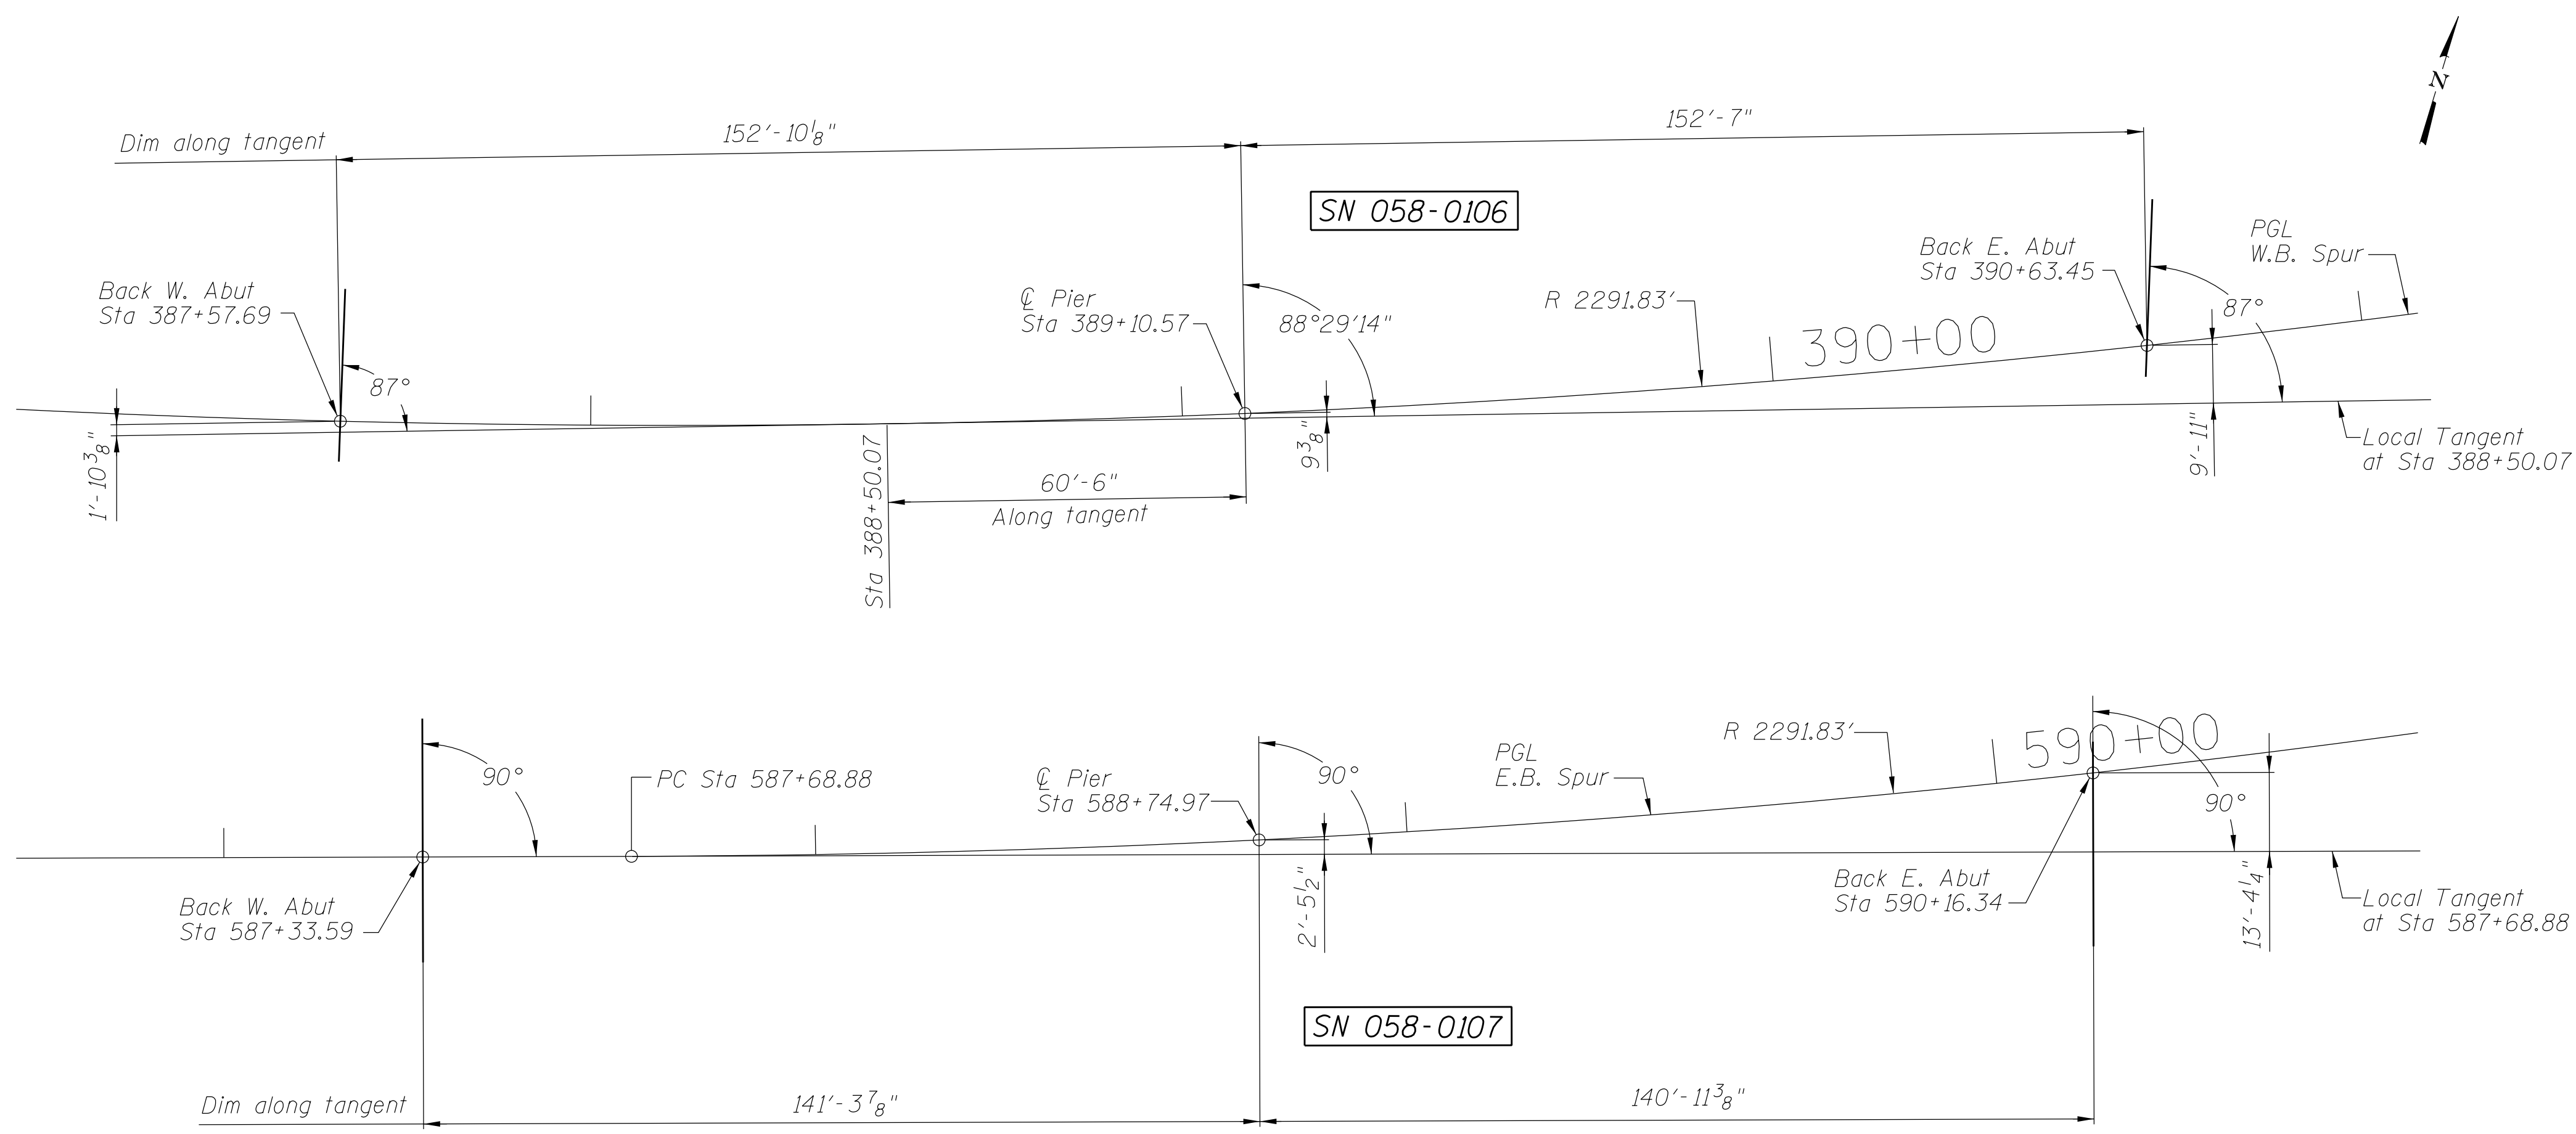 N
Dim along tangent
152'-10 1/8"
152'-7"
SN 058-0106
PGL
W.B. Spur
Back E. Abut
Sta 390+63.45
Back W. Abut
Sta 387+57.69
℄ Pier
Sta 389+10.57
R 2291.83'
88°29'14"
87°
390+00
87°
1'-10 3/8"
9 3/8"
9'-11"
Local Tangent
at Sta 388+50.07
Sta 388+50.07
60'-6"
Along tangent
590+00
R 2291.83'
PGL
E.B. Spur
90°
PC Sta 587+68.88
℄ Pier
Sta 588+74.97
90°
90°
Back W. Abut
Sta 587+33.59
2'-5 1/2"
Back E. Abut
Sta 590+16.34
13'-4 1/4"
Local Tangent
at Sta 587+68.88
SN 058-0107
Dim along tangent
141'-3 7/8"
140'-11 3/8"